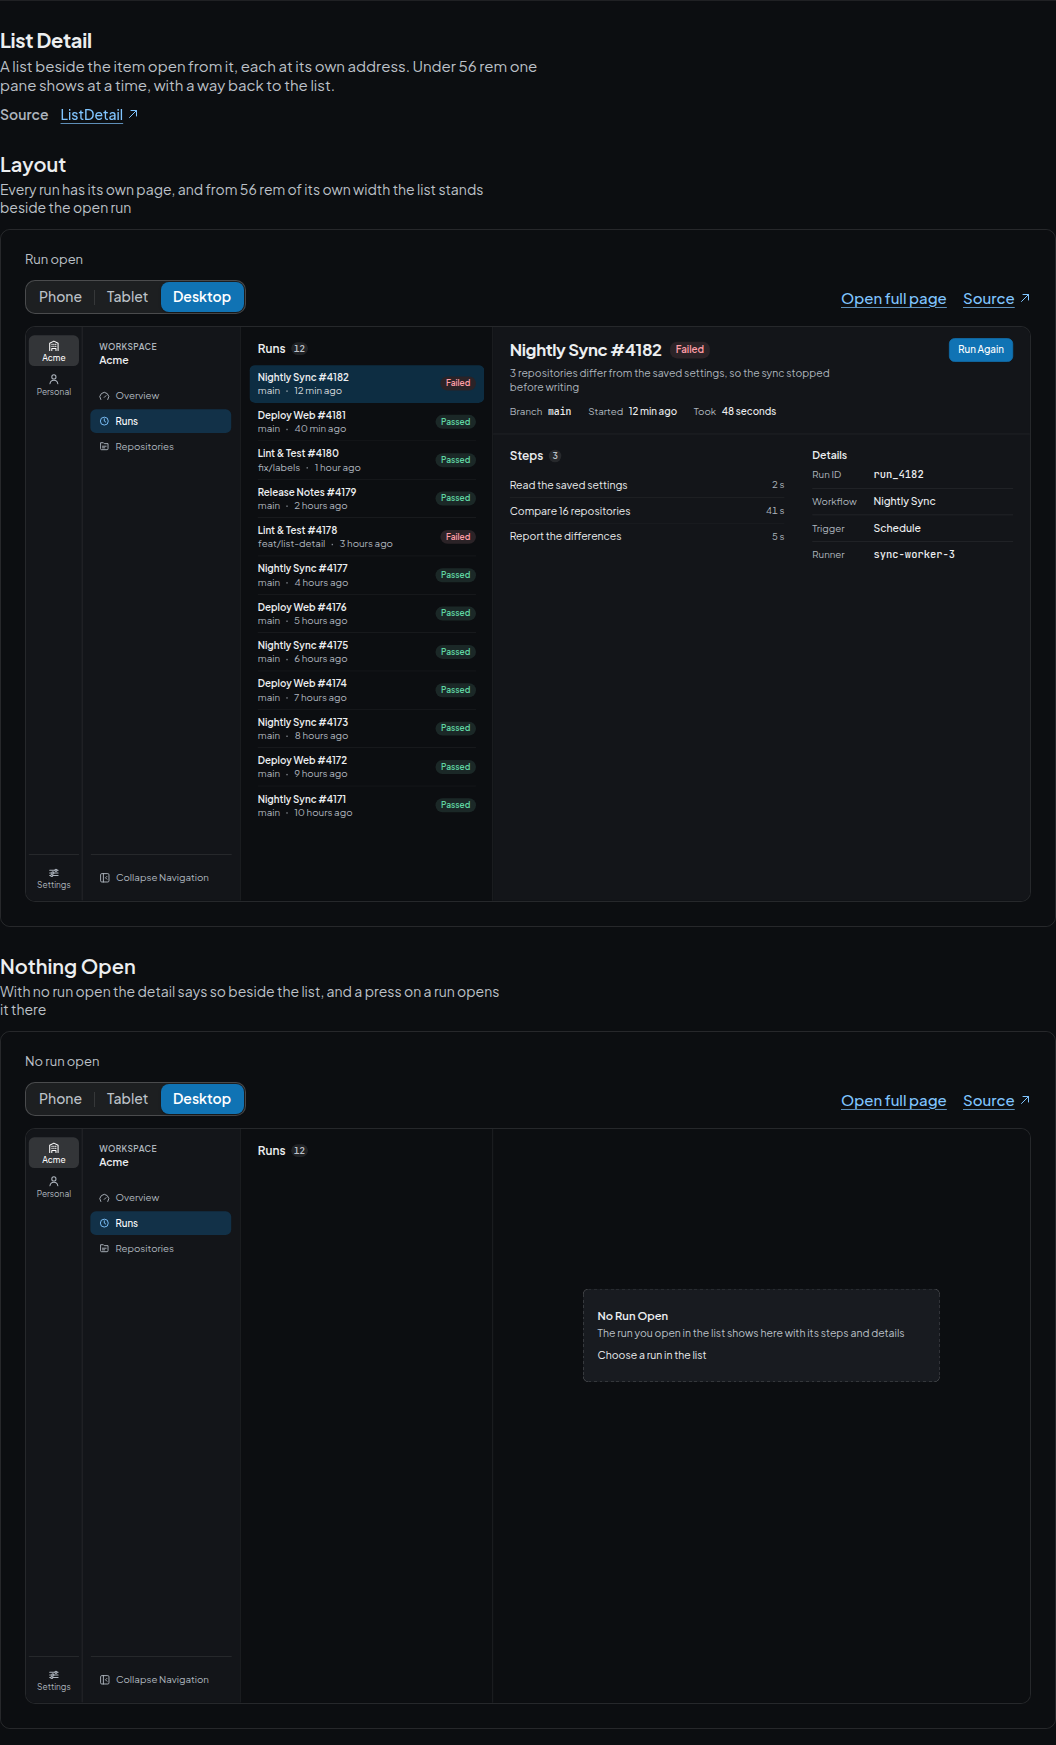 List Detail
A list beside the item open from it, each at its own address. Under 56 rem one
pane shows at a time, with a way back to the list.
Source ListDetail
Layout
Every run has its own page, and from 56 rem of its own width the list stands
beside the open run
Run open
Phone Tablet Desktop
Open full page Source
Acme
Personal
Settings
WORKSPACE
Acme
Overview
Runs
Repositories
Collapse Navigation
Runs 12
Nightly Sync #4182
main · 12 min ago
Failed
Deploy Web #4181
main · 40 min ago
Passed
Lint & Test #4180
fix/labels · 1 hour ago
Passed
Release Notes #4179
main · 2 hours ago
Passed
Lint & Test #4178
feat/list-detail · 3 hours ago
Failed
Nightly Sync #4177
main · 4 hours ago
Passed
Deploy Web #4176
main · 5 hours ago
Passed
Nightly Sync #4175
main · 6 hours ago
Passed
Deploy Web #4174
main · 7 hours ago
Passed
Nightly Sync #4173
main · 8 hours ago
Passed
Deploy Web #4172
main · 9 hours ago
Passed
Nightly Sync #4171
main · 10 hours ago
Passed
Nightly Sync #4182 Failed
Run Again
3 repositories differ from the saved settings, so the sync stopped
before writing
Branch main Started 12 min ago Took 48 seconds
Steps 3
Read the saved settings 2 s
Compare 16 repositories 41 s
Report the differences 5 s
Details
Run ID run_4182
Workflow Nightly Sync
Trigger Schedule
Runner sync-worker-3
Nothing Open
With no run open the detail says so beside the list, and a press on a run opens
it there
No run open
Phone Tablet Desktop
Open full page Source
Acme
Personal
Settings
WORKSPACE
Acme
Overview
Runs
Repositories
Collapse Navigation
Runs 12
No Run Open
The run you open in the list shows here with its steps and details
Choose a run in the list